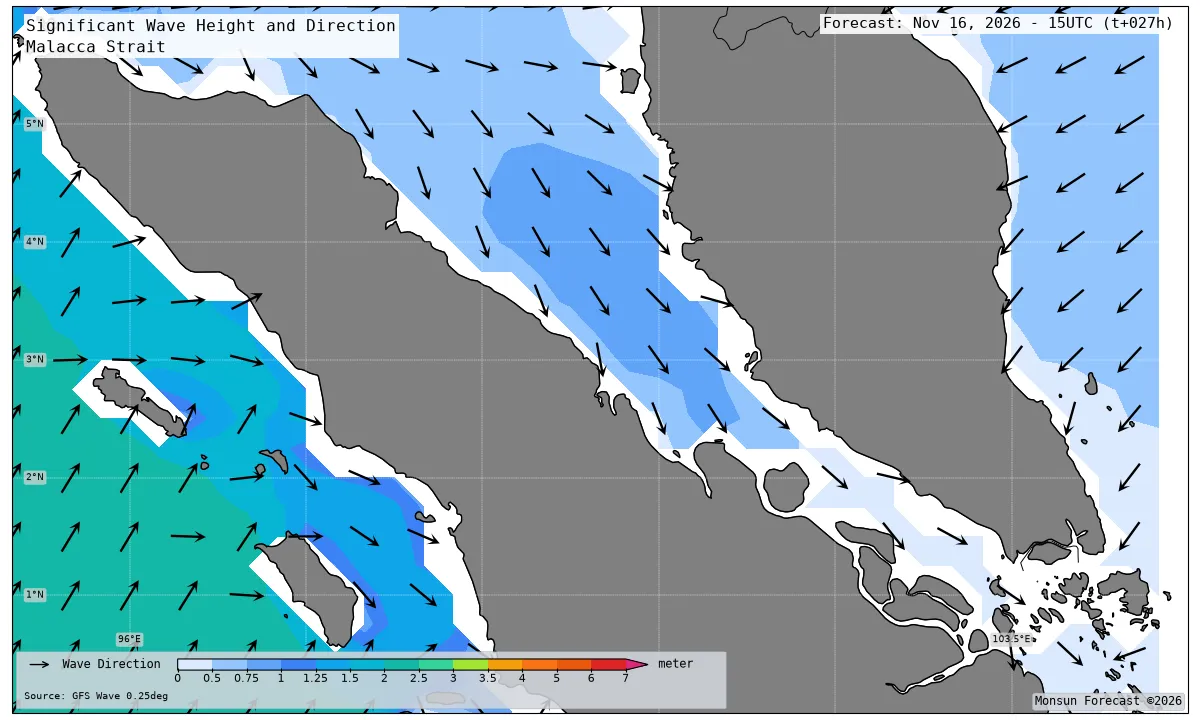 Significant Wave Height and Direction
Malacca Strait
Forecast: Nov 16, 2026 - 15UTC (t+027h)
5°N
4°N
3°N
2°N
1°N
96°E
103.5°E
Wave Direction
meter
0 0.5 0.75 1 1.25 1.5 2 2.5 3 3.5 4 5 6 7
Source: GFS Wave 0.25deg
Monsun Forecast ©2026